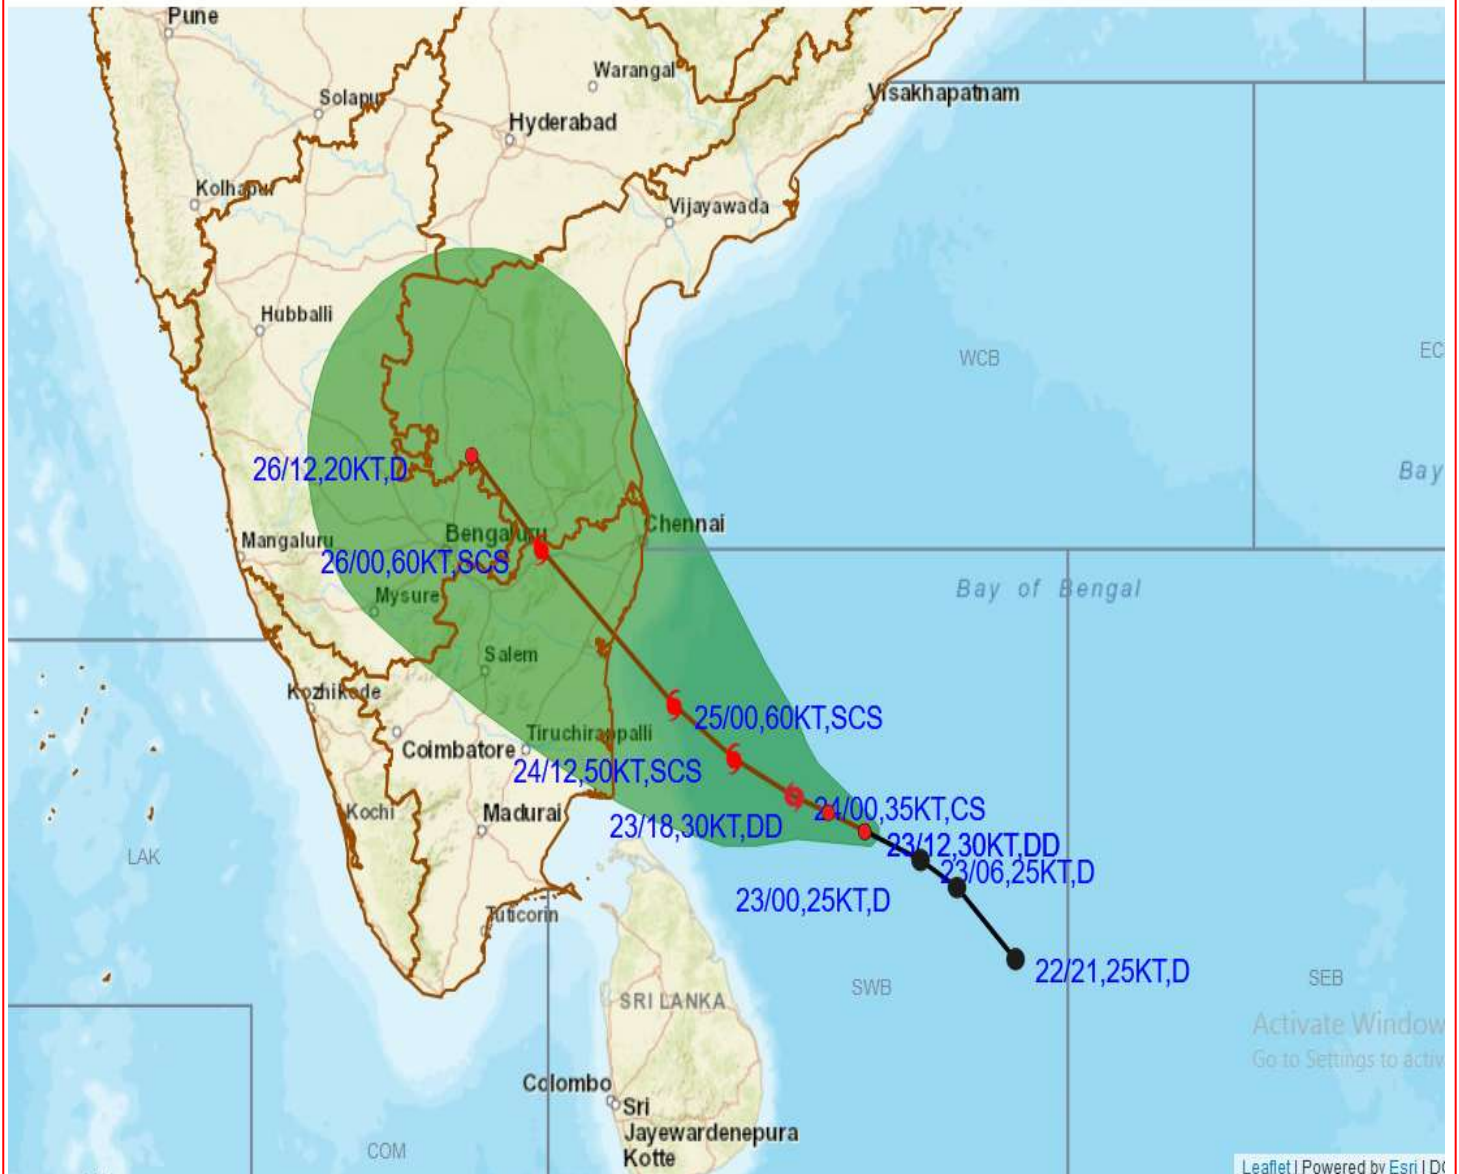 Pune
Warangal
Solapu
Visakhapatnam
Hyderabad
Kolhapur
Vijayawada
Hubballi
WCB
EC
26/12,20KT,D
Bay
Chennai
Bengaluru
Mangaluru
26/00,60KT,SCS
Bay of Bengal
Mysure
Salem
Kozhikode
25/00,60KT,SCS
Tiruchirappalli
Coimbatore
24/12,50KT,SCS
24/00,35KT,CS
Kochi
Madurai
23/18,30KT,DD
23/12,30KT,DD
LAK
23/06,25KT,D
23/00,25KT,D
Tuticorin
22/21,25KT,D
SEB
SWB
SRI LANKA
Activate Window
Go to Settings to activ
Colombo
Sri
Jayewardenepura
Kotte
COM
Leaflet | Powered by Esri | DO